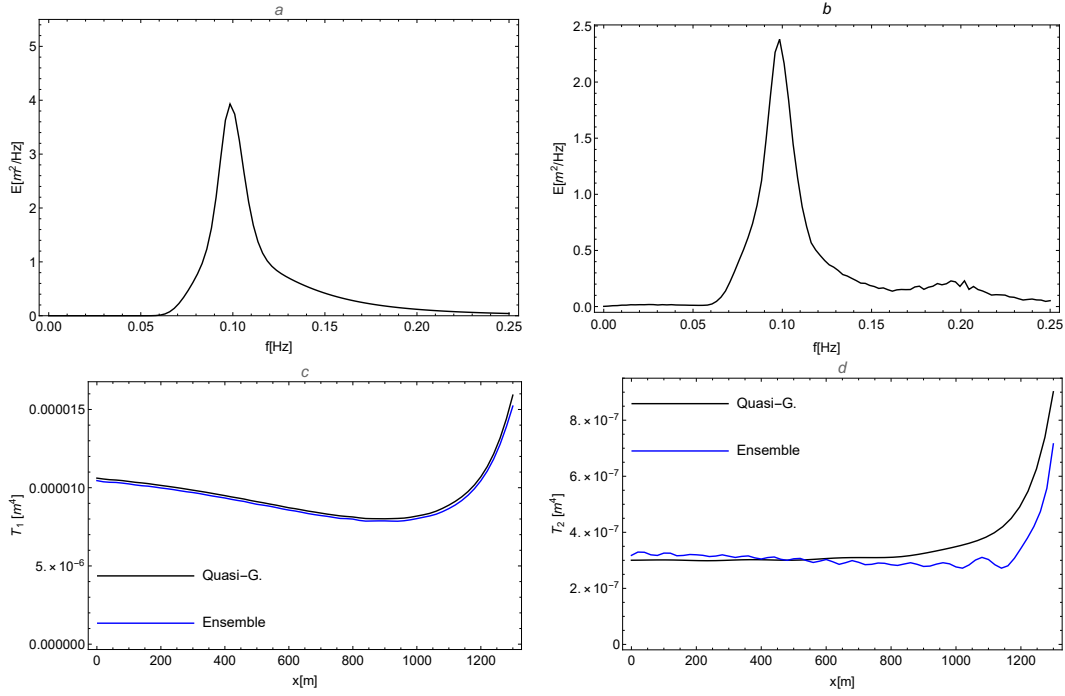 a
5
4
3
2
1
0
E[m²/Hz]
0.00 0.05 0.10 0.15 0.20 0.25
f[Hz]
b
2.5
2.0
1.5
1.0
0.5
0.0
E[m²/Hz]
0.00 0.05 0.10 0.15 0.20 0.25
f[Hz]
c
0.000015
0.000010
5.×10⁻⁶
0.000000
T₁ [m⁴]
Quasi-G.
Ensemble
0 200 400 600 800 1000 1200
x[m]
d
8.×10⁻⁷
6.×10⁻⁷
4.×10⁻⁷
2.×10⁻⁷
0
T₂ [m⁴]
Quasi-G.
Ensemble
0 200 400 600 800 1000 1200
x[m]